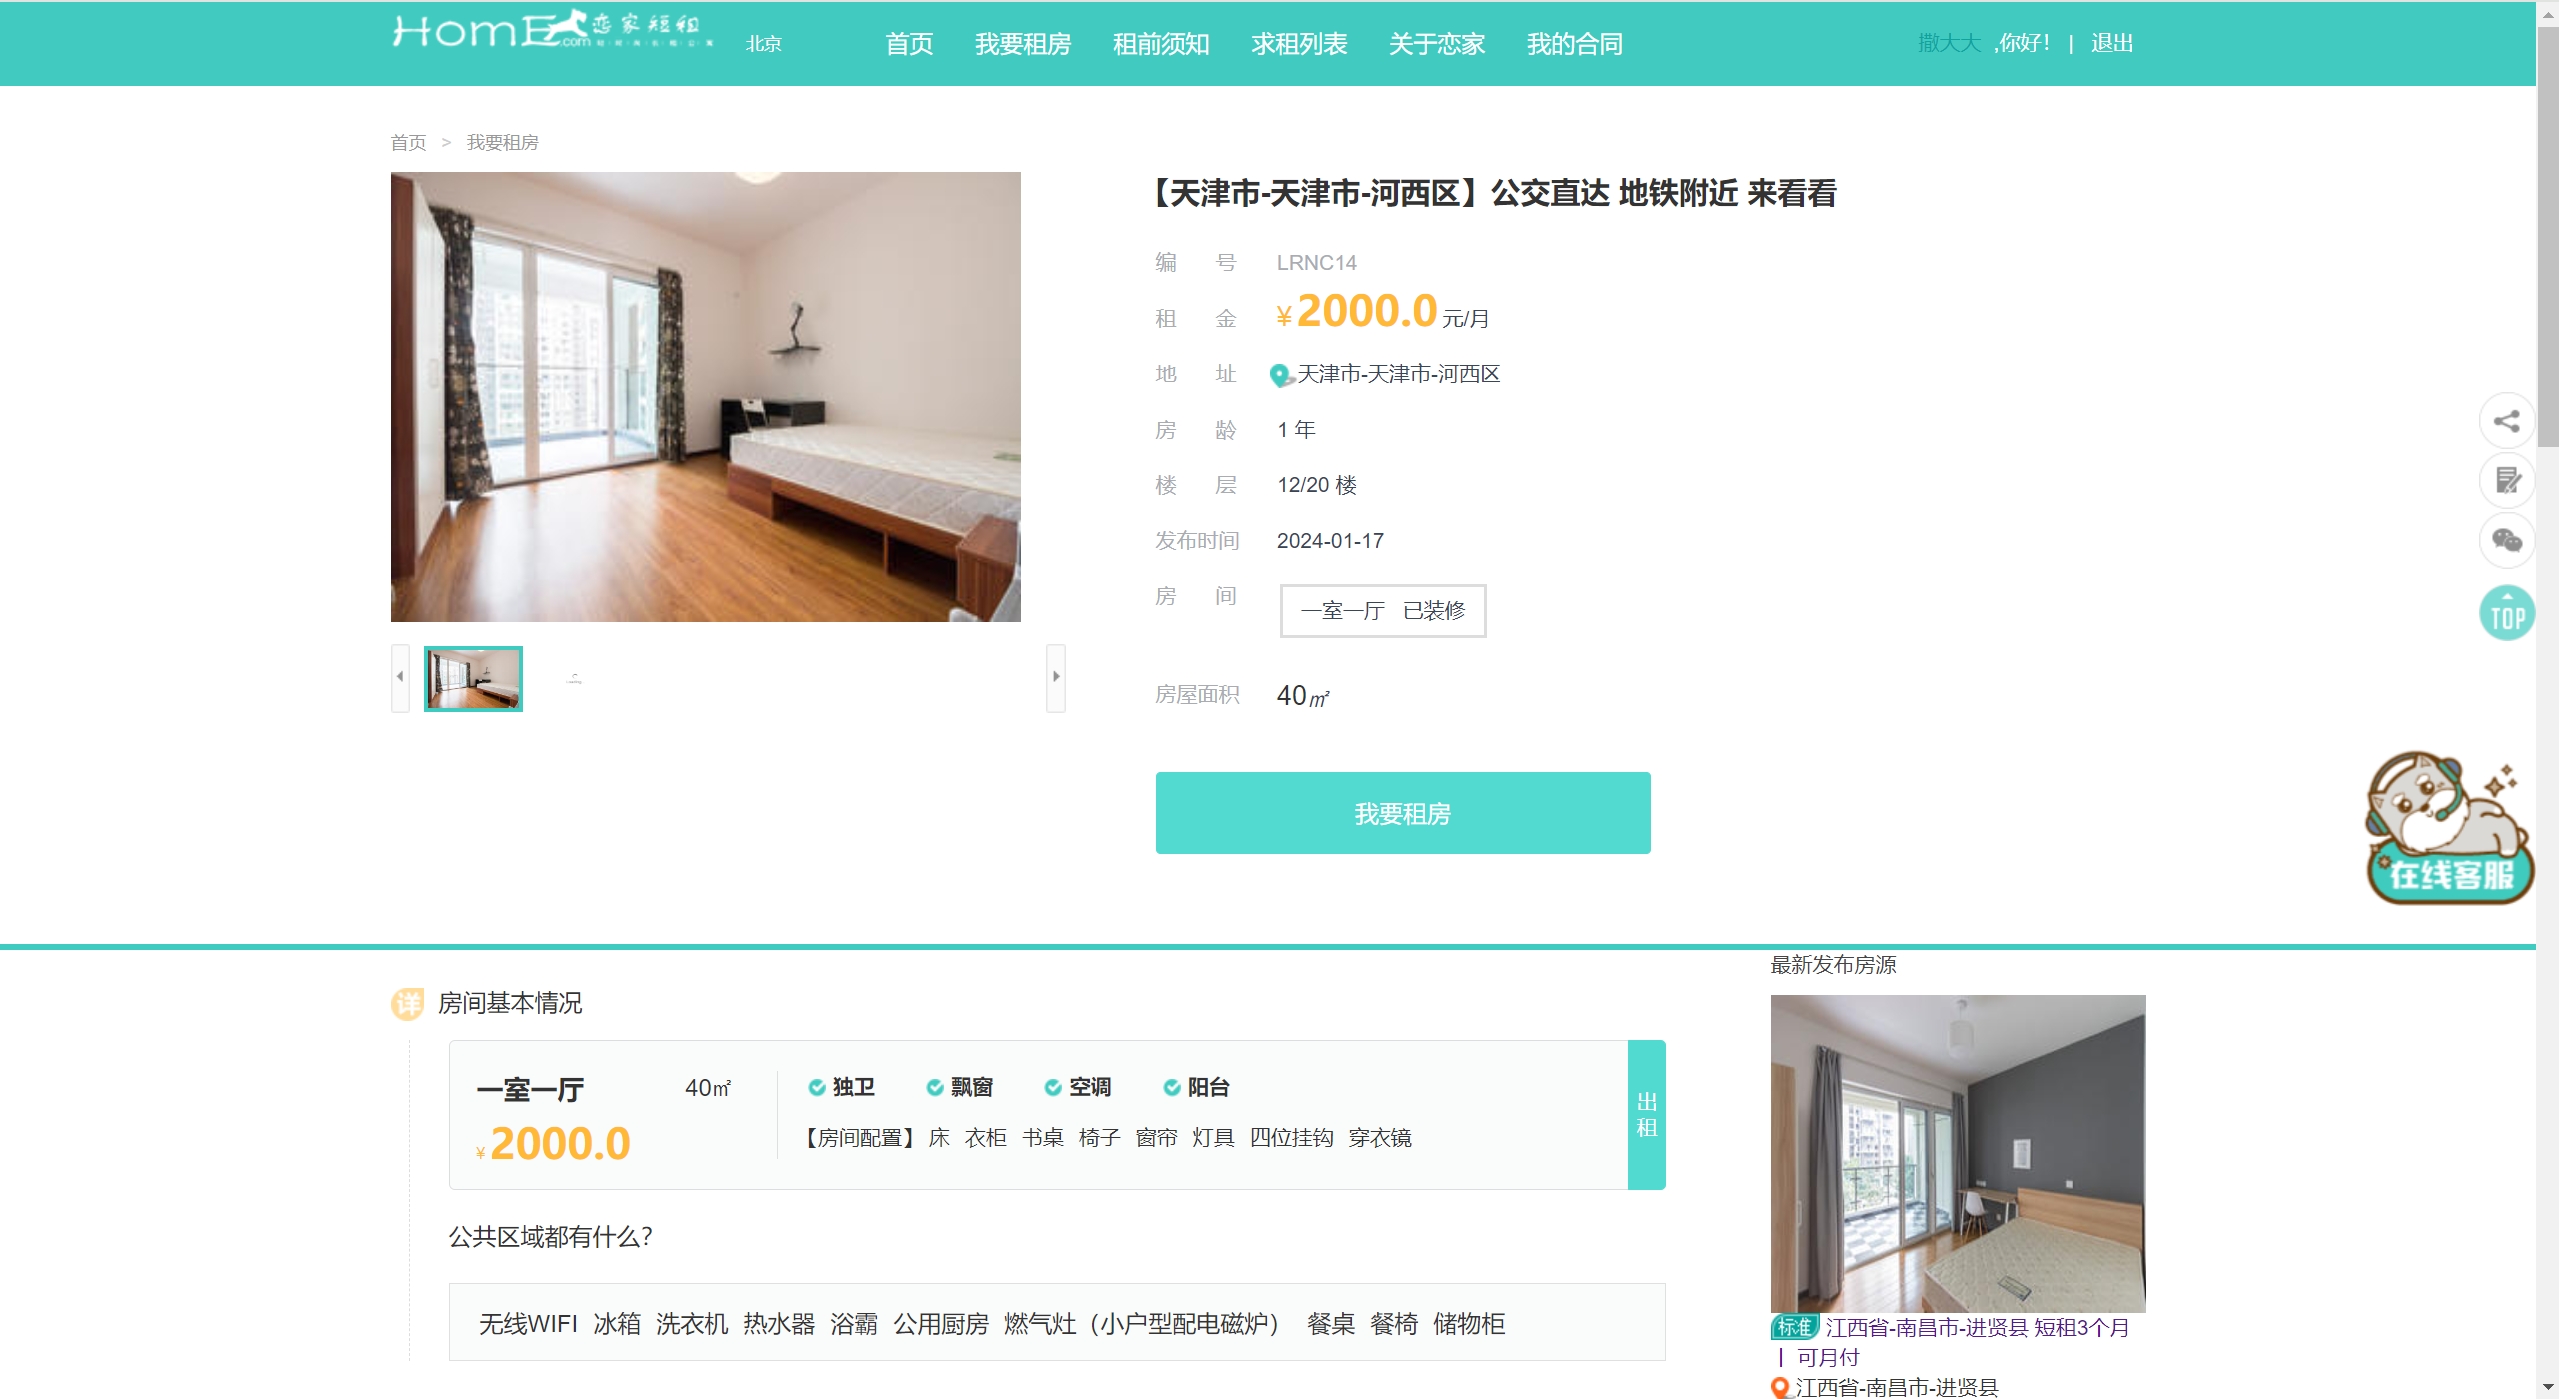 HomE.com 恋家短租
北京 首页 我要租房 租前须知 求租列表 关于恋家 我的合同 撒大大 ,你好! | 退出
首页 > 我要租房
【天津市-天津市-河西区】公交直达 地铁附近 来看看
编 号 LRNC14
租 金 ¥2000.0 元/月
地 址 天津市-天津市-河西区
房 龄 1 年
楼 层 12/20 楼
发布时间 2024-01-17
房 间 一室一厅 已装修
房屋面积 40㎡
我要租房
TOP
在线客服
最新发布房源
详 房间基本情况
一室一厅 40㎡ 独卫 飘窗 空调 阳台
¥2000.0 【房间配置】 床 衣柜 书桌 椅子 窗帘 灯具 四位挂钩 穿衣镜
出租
公共区域都有什么?
无线WIFI 冰箱 洗衣机 热水器 浴霸 公用厨房 燃气灶（小户型配电磁炉） 餐桌 餐椅 储物柜
标准 江西省-南昌市-进贤县 短租3个月
| 可月付
江西省-南昌市-进贤县